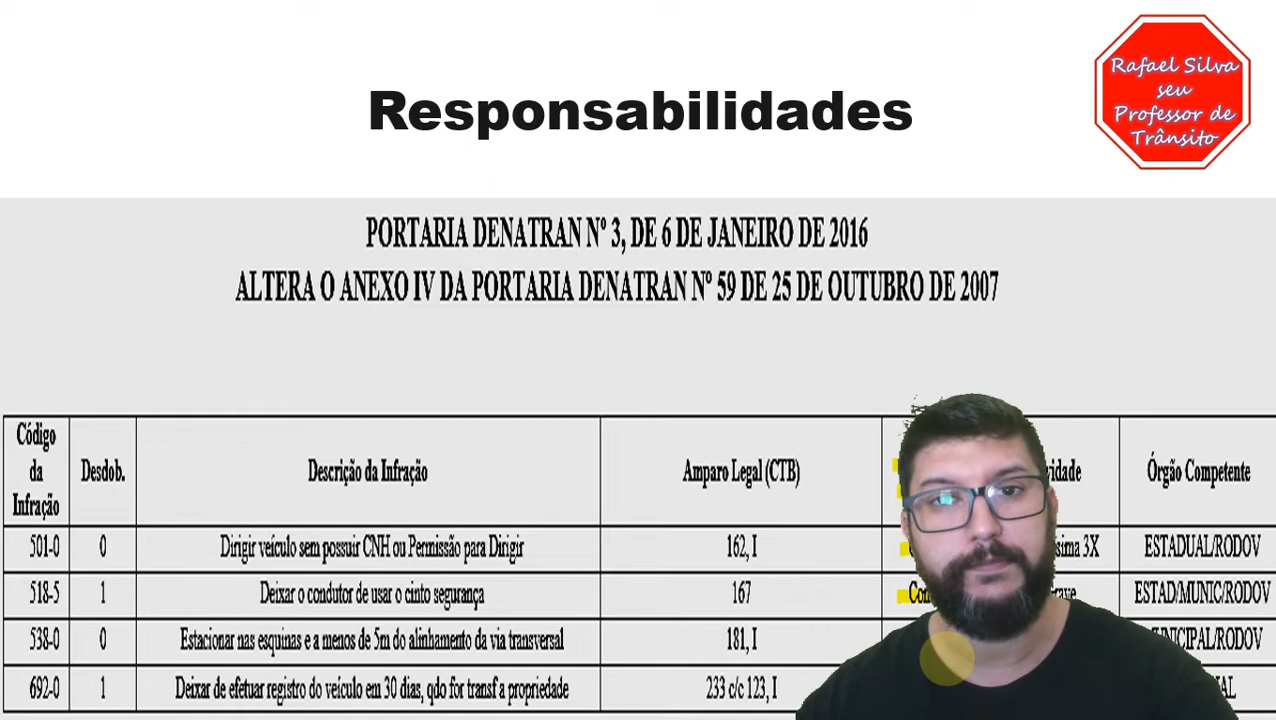 Responsabilidades
Rafael Silva
seu
Professor de
Trânsito
PORTARIA DENATRAN Nº 3, DE 6 DE JANEIRO DE 2016
ALTERA O ANEXO IV DA PORTARIA DENATRAN Nº 59 DE 25 DE OUTUBRO DE 2007
Código da Infração Desdob. Descrição da Infração Amparo Legal (CTB) Órgão Competente
501-0 0 Dirigir veículo sem possuir CNH ou Permissão para Dirigir 162, I 3X ESTADUAL/RODOV
518-5 1 Deixar o condutor de usar o cinto segurança 167 ESTAD/MUNIC/RODOV
538-0 0 Estacionar nas esquinas e a menos de 5m do alinhamento da via transversal 181, I
692-0 1 Deixar de efetuar registro do veículo em 30 dias, qdo for transf a propriedade 233 c/c 123, I